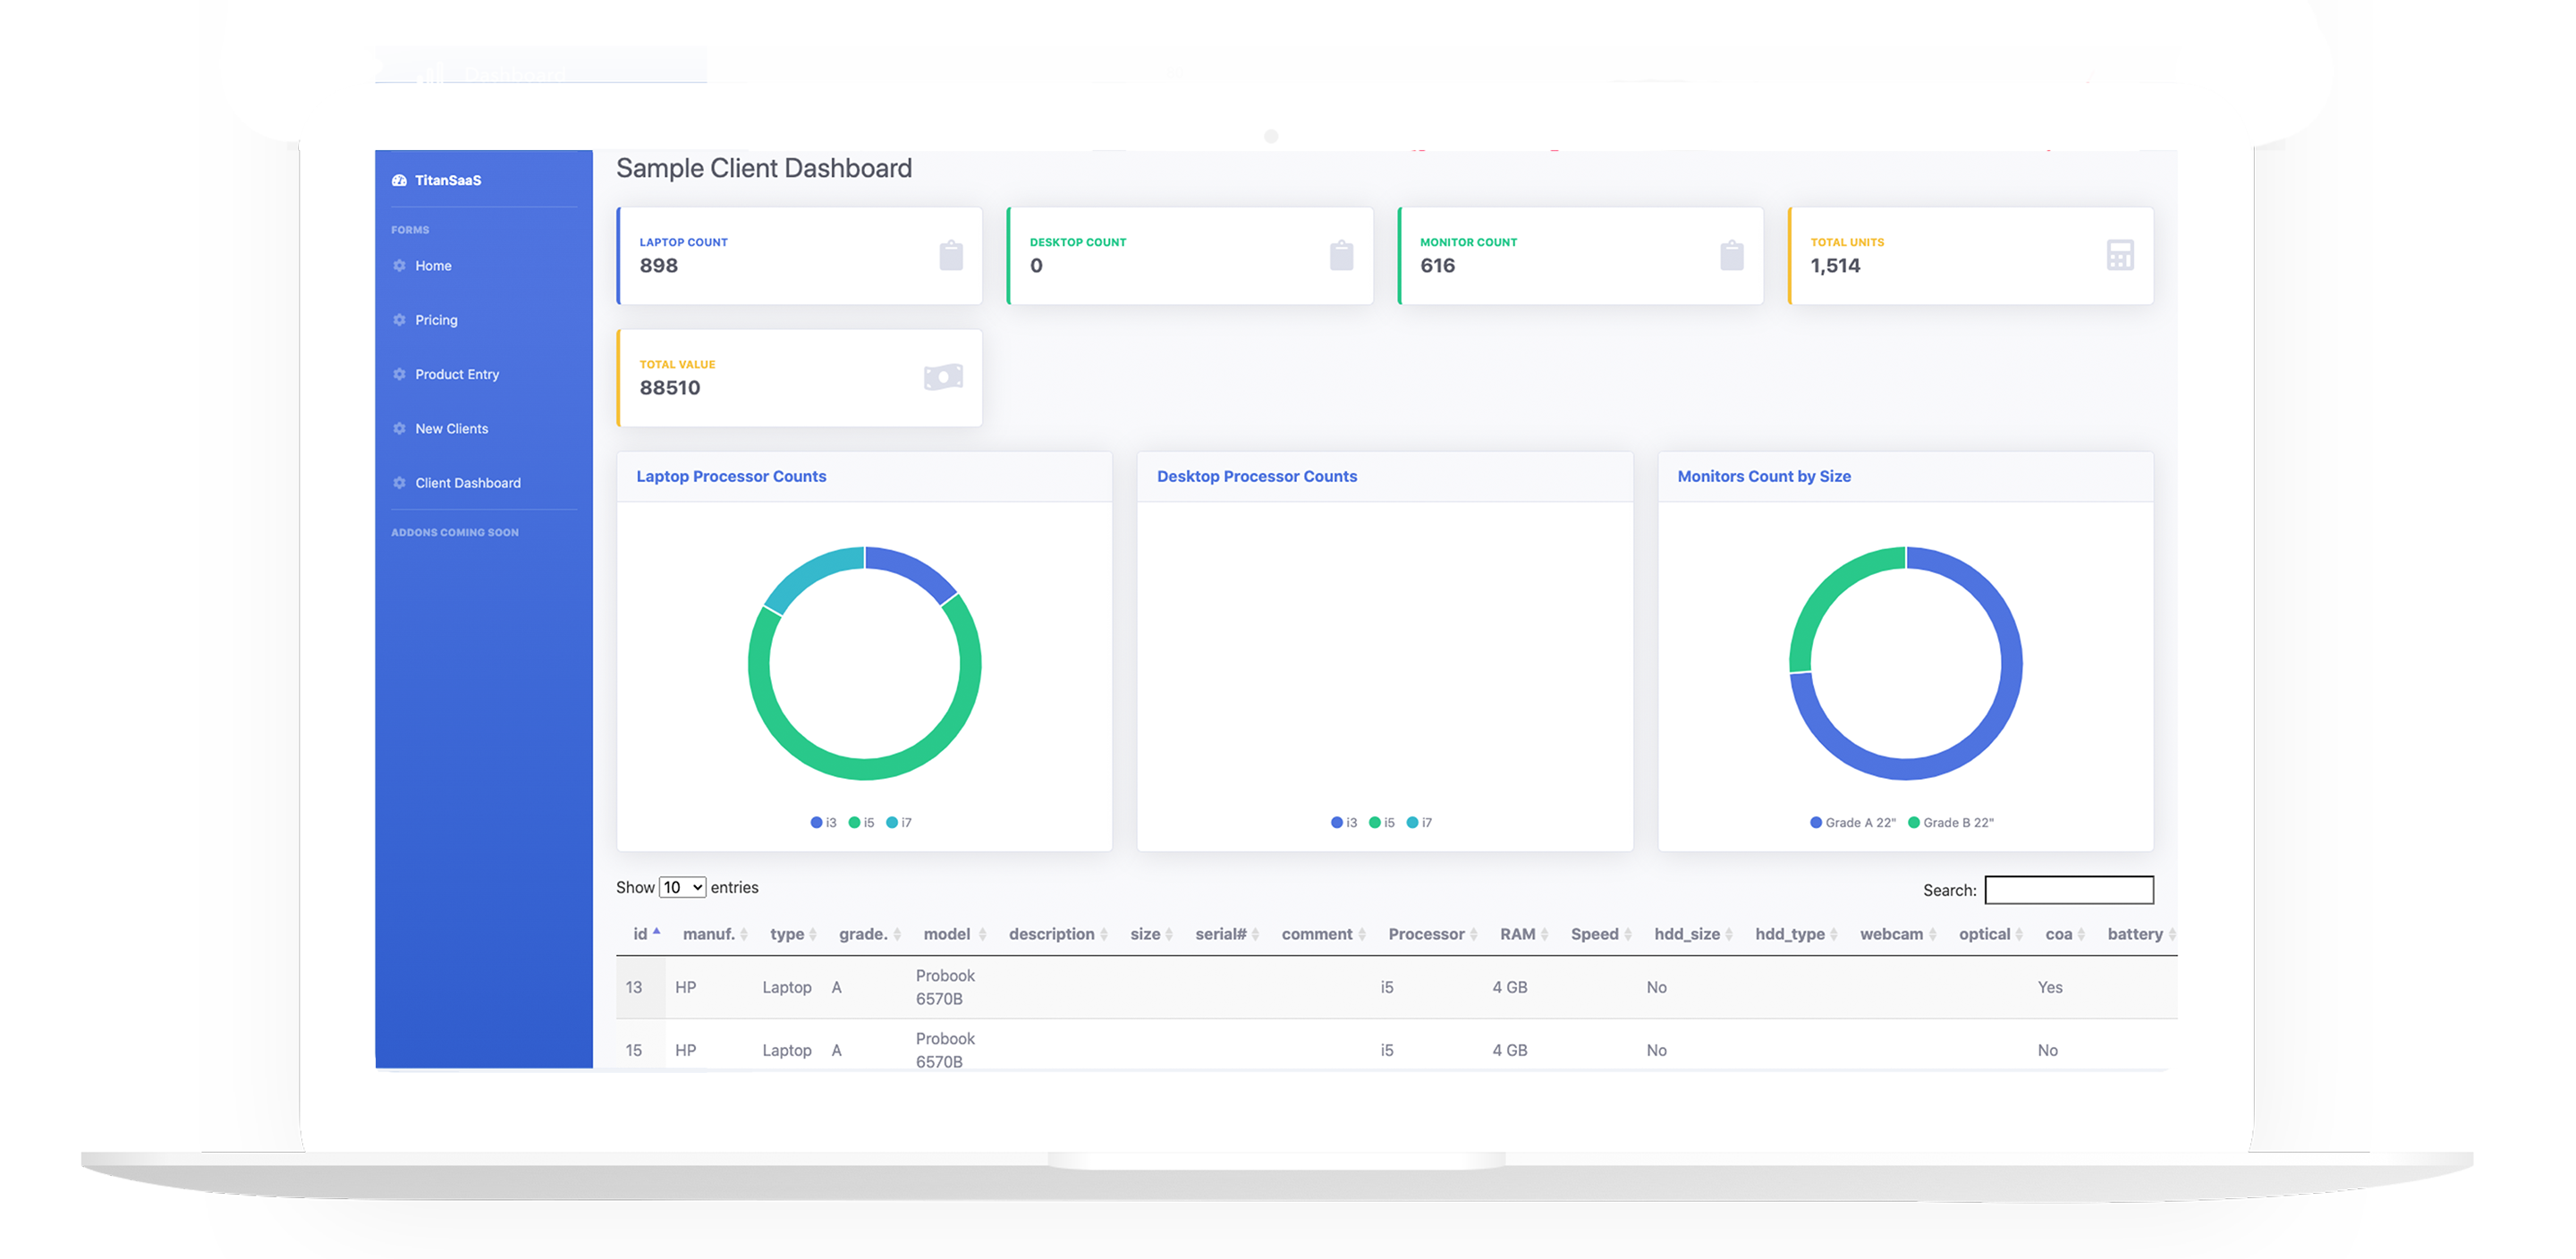 Dashboard
TitanSaaS
FORMS
Home
Pricing
Product Entry
New Clients
Client Dashboard
ADDONS COMING SOON
Sample Client Dashboard
LAPTOP COUNT
898
DESKTOP COUNT
0
MONITOR COUNT
616
TOTAL UNITS
1,514
TOTAL VALUE
88510
Laptop Processor Counts
i3 i5 i7
Desktop Processor Counts
i3 i5 i7
Monitors Count by Size
Grade A 22" Grade B 22"
Show 10 entries
Search:
id manuf. type grade. model description size serial# comment Processor RAM Speed hdd_size hdd_type webcam optical coa battery
13 HP Laptop A Probook 6570B i5 4 GB No Yes
15 HP Laptop A Probook 6570B i5 4 GB No No